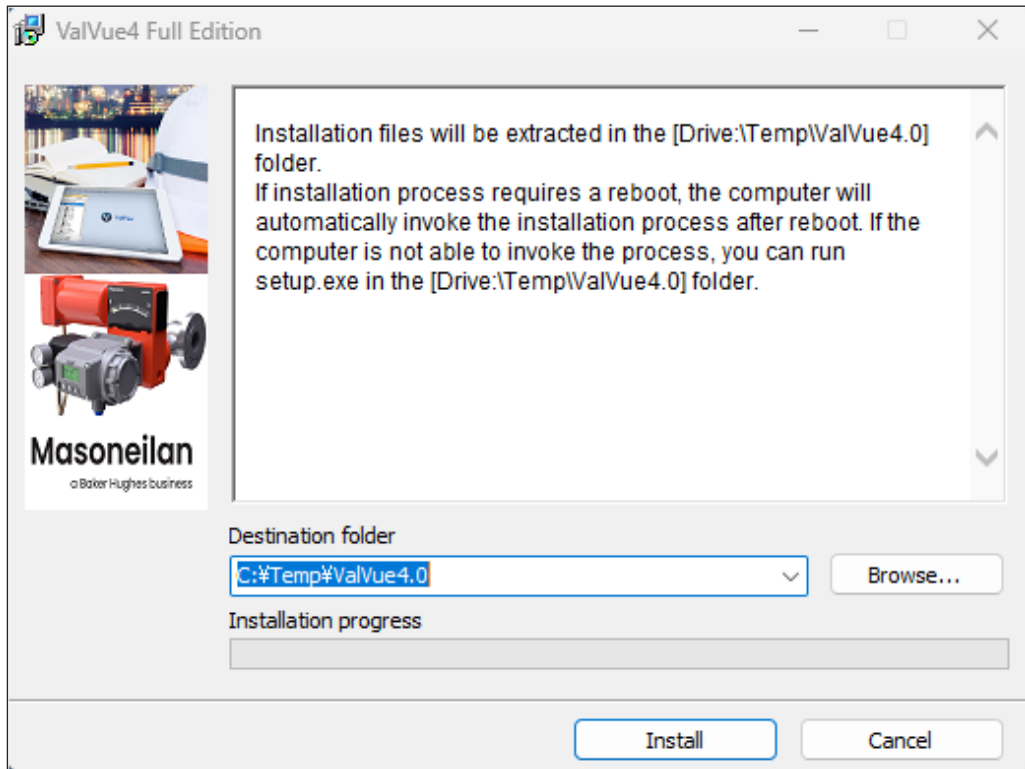 ValVue4 Full Edition
Installation files will be extracted in the [Drive:\Temp\ValVue4.0]
folder.
If installation process requires a reboot, the computer will
automatically invoke the installation process after reboot. If the
computer is not able to invoke the process, you can run
setup.exe in the [Drive:\Temp\ValVue4.0] folder.
Masoneilan
a Baker Hughes business
Destination folder
C:¥Temp¥ValVue4.0
Browse...
Installation progress
Install
Cancel